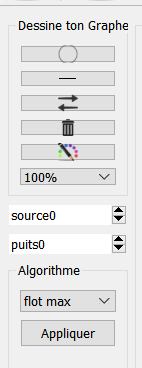 Dessine ton Graphe
100%
source0
puits0
Algorithme
flot max
Appliquer